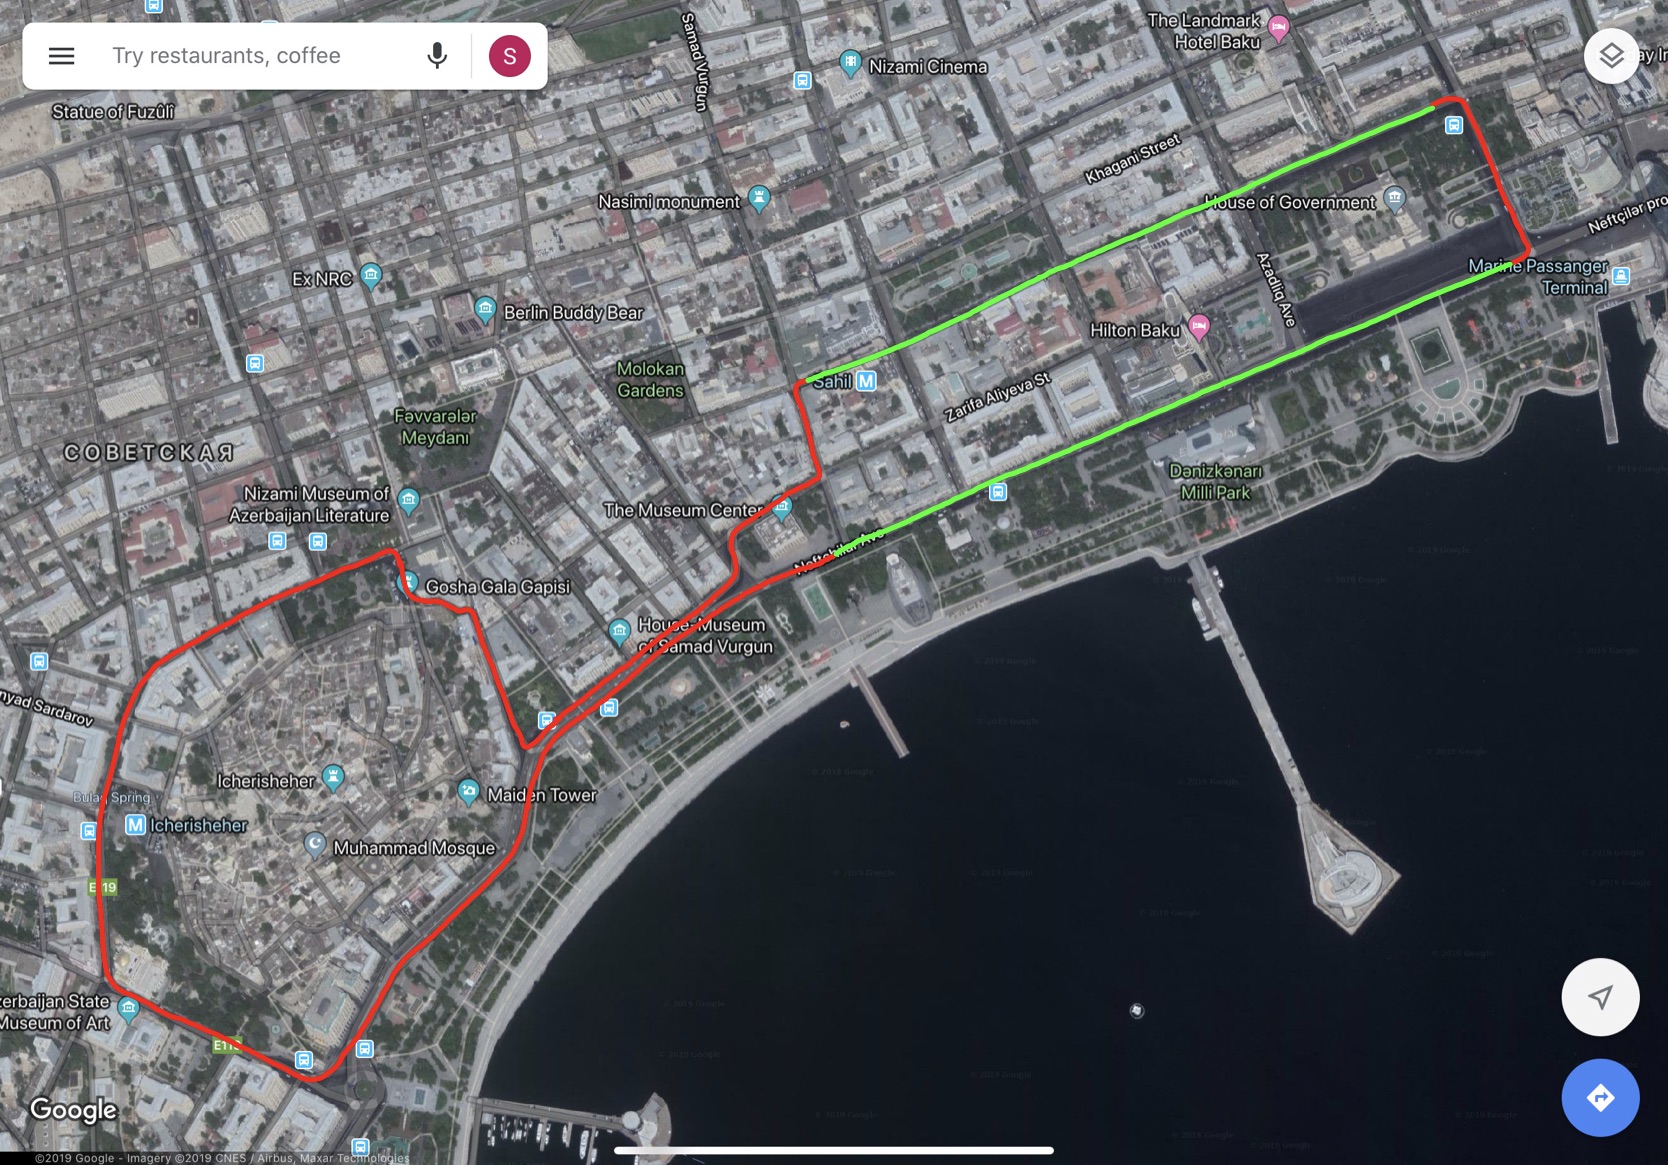 The Landmark
Hotel Baku
Try restaurants, coffee
S
Samad Vurgun
Nizami Cinema
Statue of Fuzûlî
Khagani Street
Nasimi monument
House of Government
Neftçilər pro
Ex NRC
Azadliq Ave
Marine Passanger
Terminal
Berlin Buddy Bear
Hilton Baku
Molokan
Gardens
Sahil M
Zarifa Aliyeva St
Fəvvarələr
Meydanı
СОВЕТСКАЯ
Dənizkənarı
Milli Park
Nizami Museum of
Azerbaijan Literature
The Museum Center
Neftchilar Ave
Gosha Gala Gapisi
House-Museum
of Samad Vurgun
nyad Sardarov
Icherisheher
Maiden Tower
Bulaq Spring
M Icherisheher
Muhammad Mosque
E119
zerbaijan State
Museum of Art
E119
Google
©2019 Google - Imagery ©2019 CNES / Airbus, Maxar Technologies